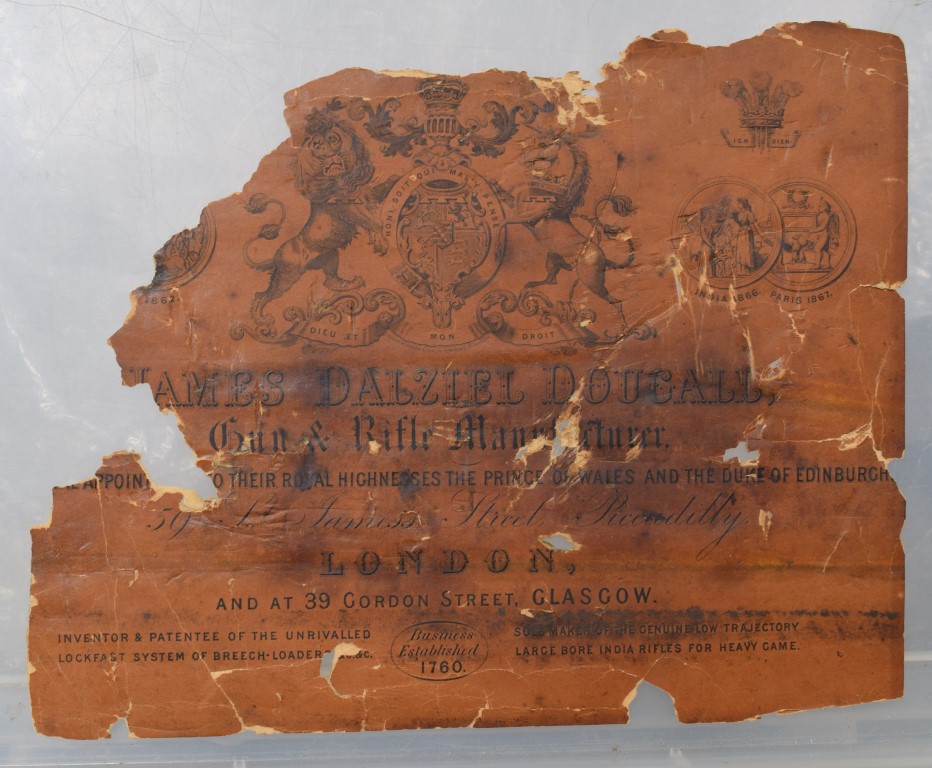 ICH DIEN
HONI SOIT QUI MAL Y PENSE
1862
INDIA 1866. PARIS 1867.
DIEU ET MON DROIT
JAMES DALZIEL DOUGALL,
Gun & Rifle Manufacturer.
APPOINT TO THEIR ROYAL HIGHNESSES THE PRINCE OF WALES AND THE DUKE OF EDINBURGH.
59, St. James's Street, Piccadilly,
LONDON,
AND AT 39 GORDON STREET, GLASGOW.
INVENTOR & PATENTEE OF THE UNRIVALLED
LOCKFAST SYSTEM OF BREECH-LOADERS &C.&C.
Business
Established
1760.
SOLE MAKER OF THE GENUINE LOW TRAJECTORY
LARGE BORE INDIA RIFLES FOR HEAVY GAME.